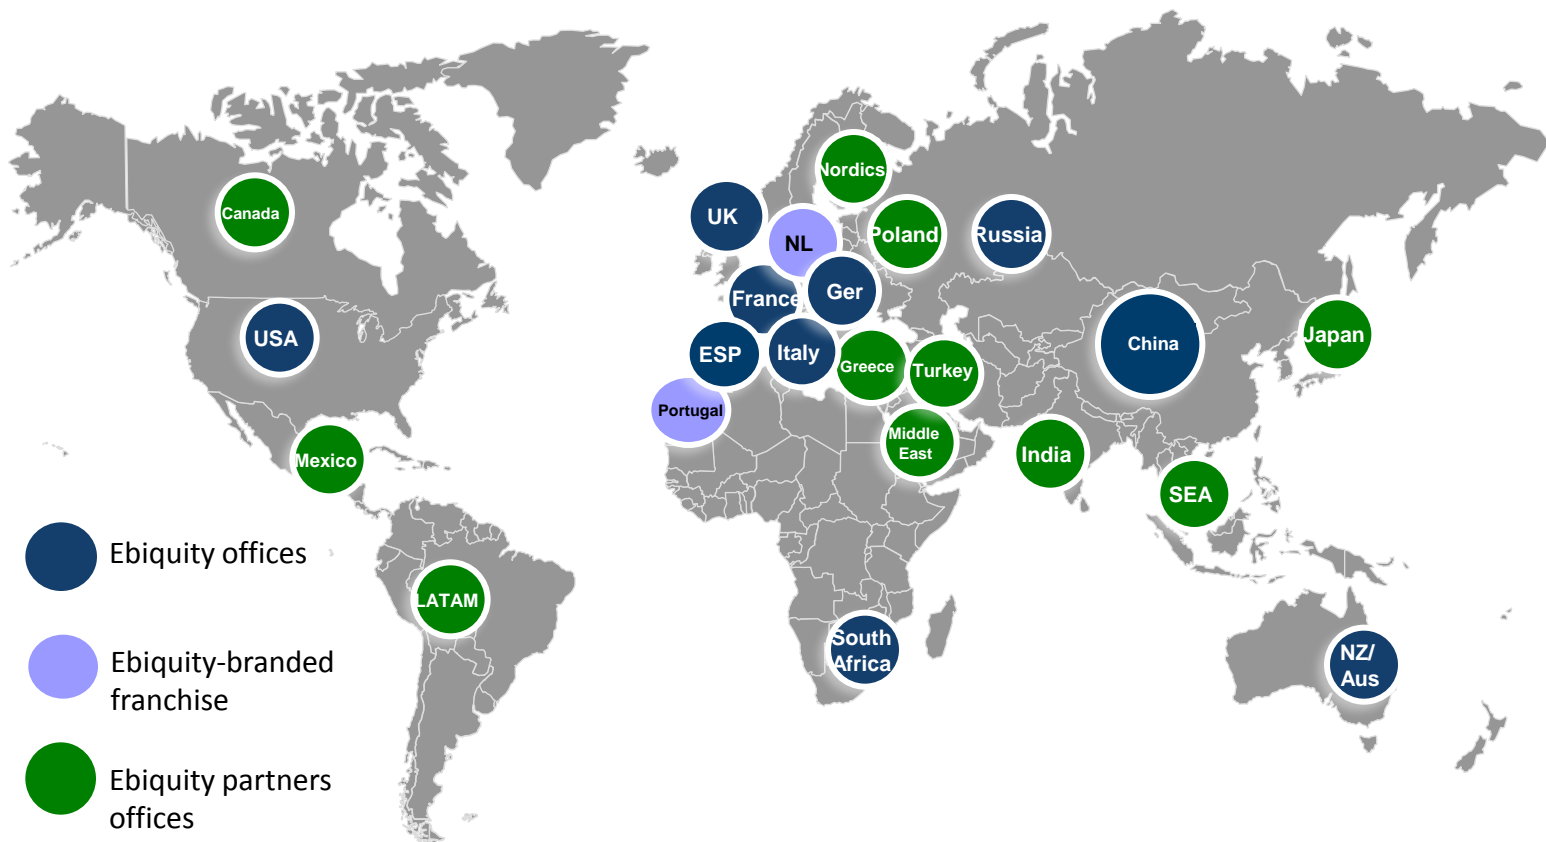 Nordics
Canada
UK
NL
Poland
Russia
France
Ger
USA
ESP
Italy
Greece
Turkey
China
Japan
Portugal
Middle
East
India
Mexico
SEA
Ebiquity offices
LATAM
South
Africa
NZ/
Aus
Ebiquity-branded
franchise
Ebiquity partners
offices